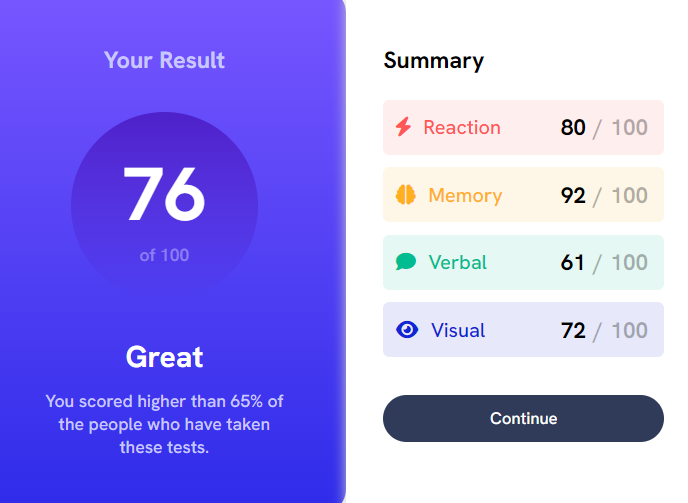 Your Result
76
of 100
Great
You scored higher than 65% of
the people who have taken
these tests.
Summary
Reaction 80 / 100
Memory 92 / 100
Verbal 61 / 100
Visual 72 / 100
Continue